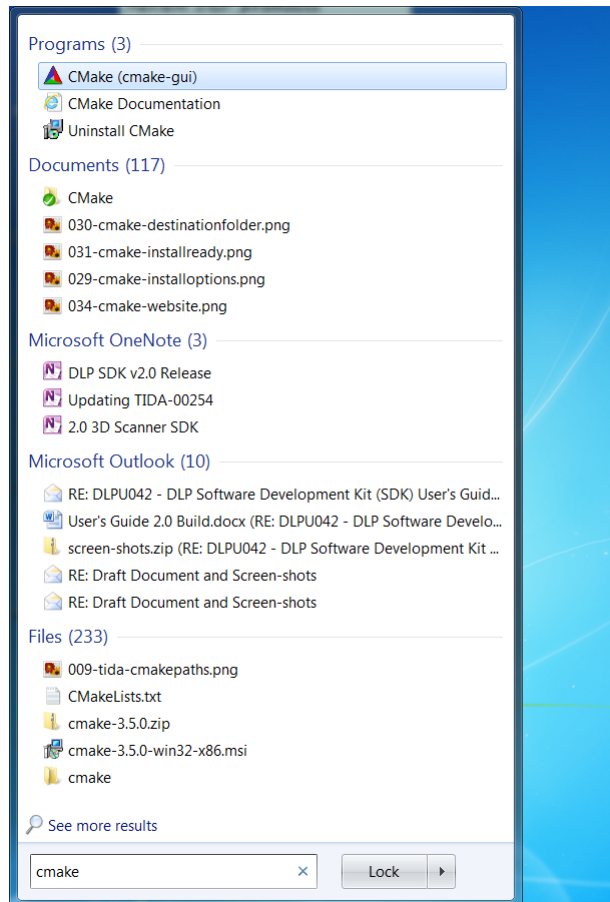 Programs (3)
CMake (cmake-gui)
CMake Documentation
Uninstall CMake
Documents (117)
CMake
030-cmake-destinationfolder.png
031-cmake-installready.png
029-cmake-installoptions.png
034-cmake-website.png
Microsoft OneNote (3)
DLP SDK v2.0 Release
Updating TIDA-00254
2.0 3D Scanner SDK
Microsoft Outlook (10)
RE: DLPU042 - DLP Software Development Kit (SDK) User's Guid...
User's Guide 2.0 Build.docx (RE: DLPU042 - DLP Software Develo...
screen-shots.zip (RE: DLPU042 - DLP Software Development Kit ...
RE: Draft Document and Screen-shots
RE: Draft Document and Screen-shots
Files (233)
009-tida-cmakepaths.png
CMakeLists.txt
cmake-3.5.0.zip
cmake-3.5.0-win32-x86.msi
cmake
See more results
cmake
Lock